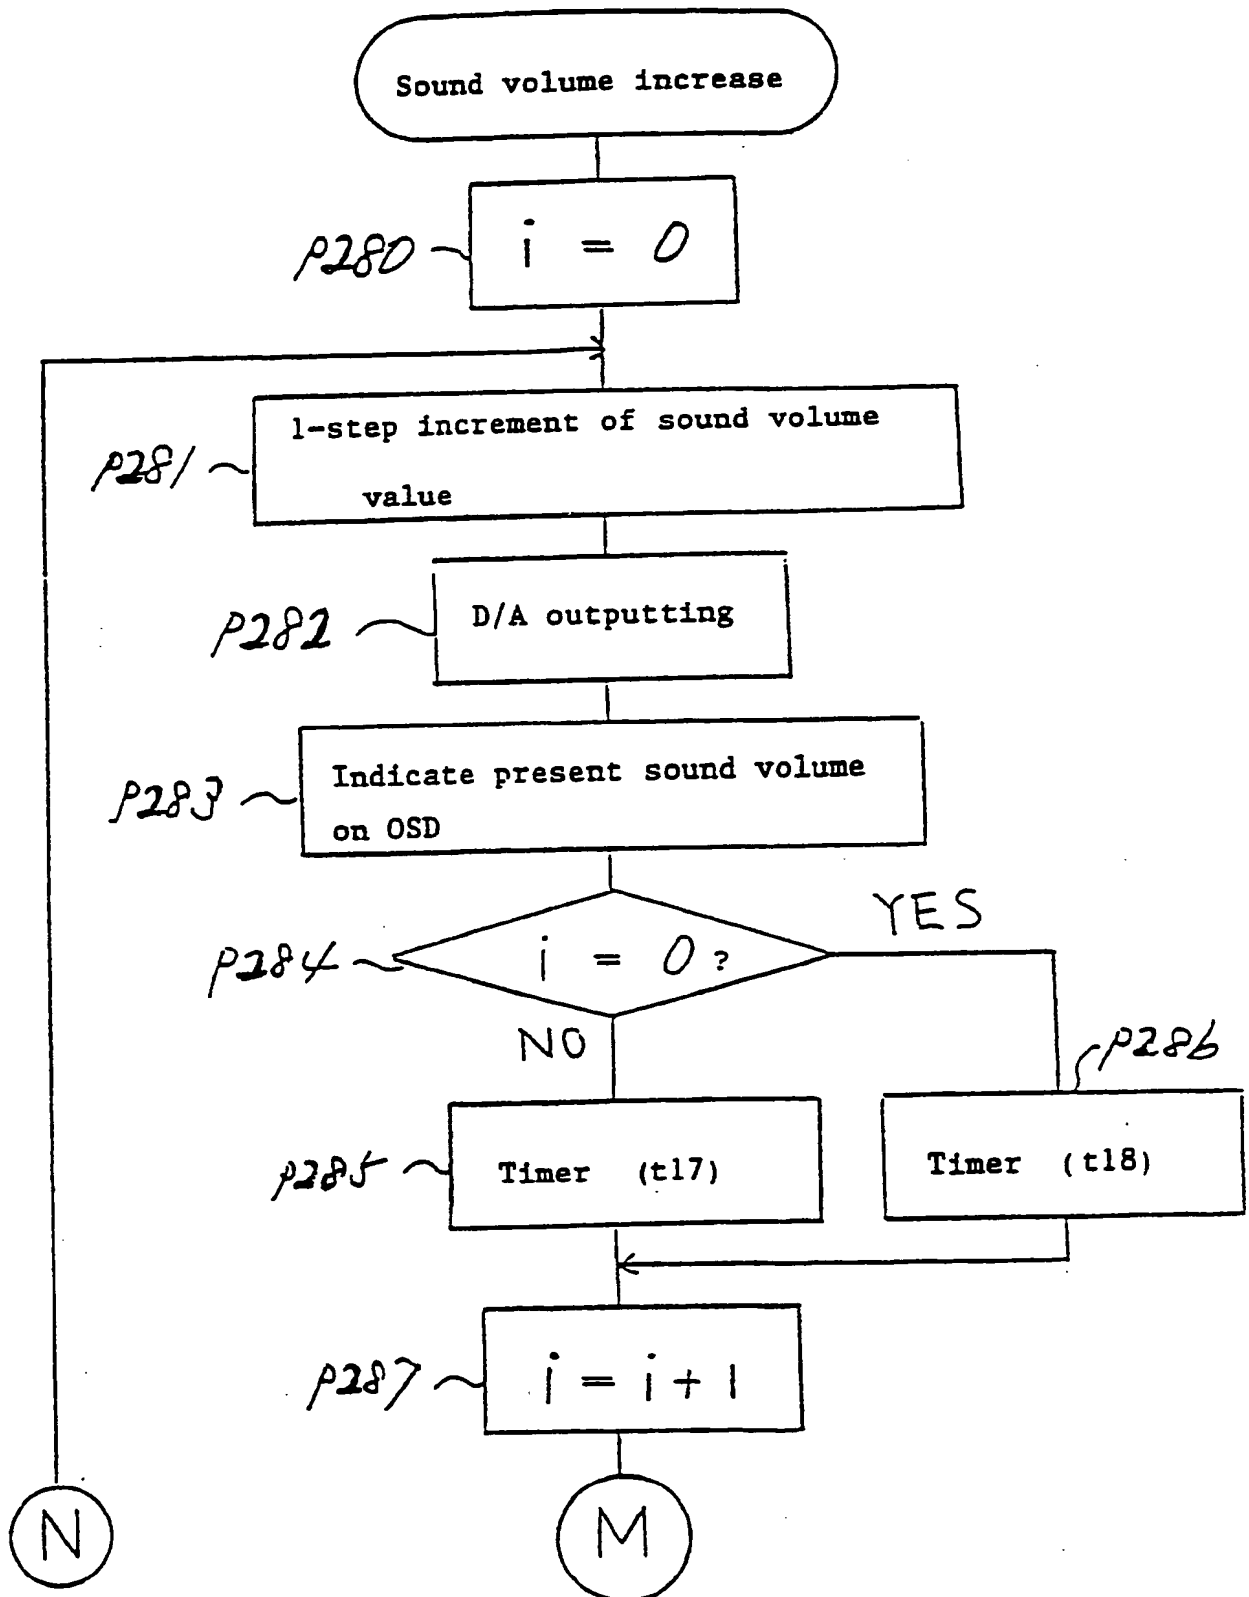 Sound volume increase
P280
i = 0
1-step increment of sound volume
value
P281
D/A outputting
P282
Indicate present sound volume
on OSD
P283
YES
P284
i = 0 ?
NO
P286
P285
Timer (t17)
Timer (t18)
P287
i = i + 1
N
M